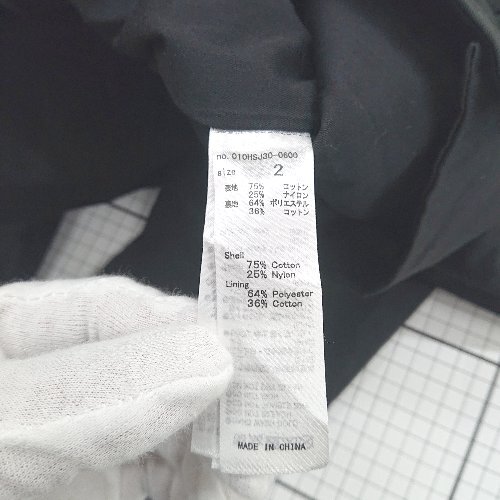 no. 010HSJ30-0600
size 2
表地 75% コットン
25% ナイロン
裏地 64% ポリエステル
36% コットン
Shell
75% Cotton
25% Nylon
Lining
64% Polyester
36% Cotton
MADE IN CHINA